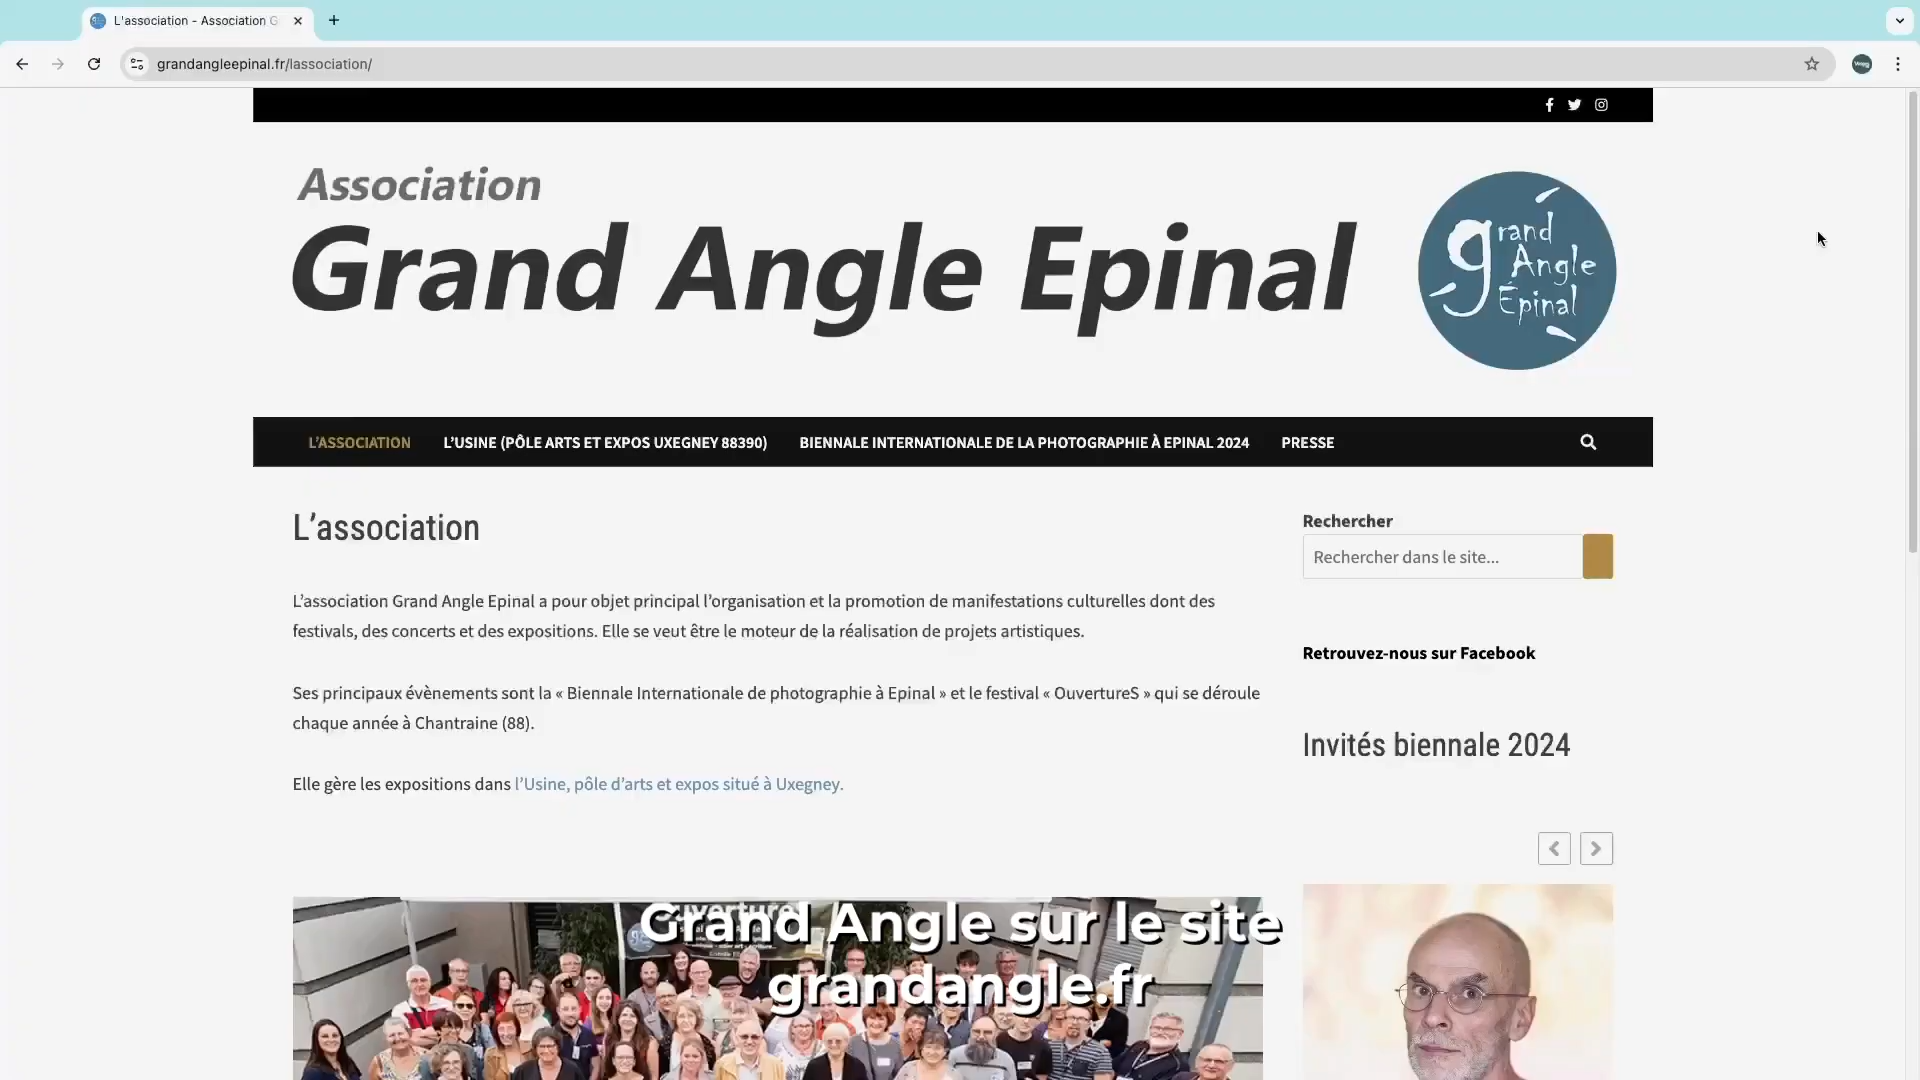 L'association - Association G
grandangleepinal.fr/lassociation/
Association
Grand Angle Epinal
grand
Angle
Épinal
L'ASSOCIATION
L'USINE (PÔLE ARTS ET EXPOS UXEGNEY 88390)
BIENNALE INTERNATIONALE DE LA PHOTOGRAPHIE À EPINAL 2024
PRESSE
L'association
L'association Grand Angle Epinal a pour objet principal l'organisation et la promotion de manifestations culturelles dont des
festivals, des concerts et des expositions. Elle se veut être le moteur de la réalisation de projets artistiques.
Ses principaux évènements sont la « Biennale Internationale de photographie à Epinal » et le festival « OuvertureS » qui se déroule
chaque année à Chantraine (88).
Elle gère les expositions dans l'Usine, pôle d'arts et expos situé à Uxegney.
Rechercher
Rechercher dans le site...
Retrouvez-nous sur Facebook
Invités biennale 2024
Grand Angle sur le site
grandangle.fr